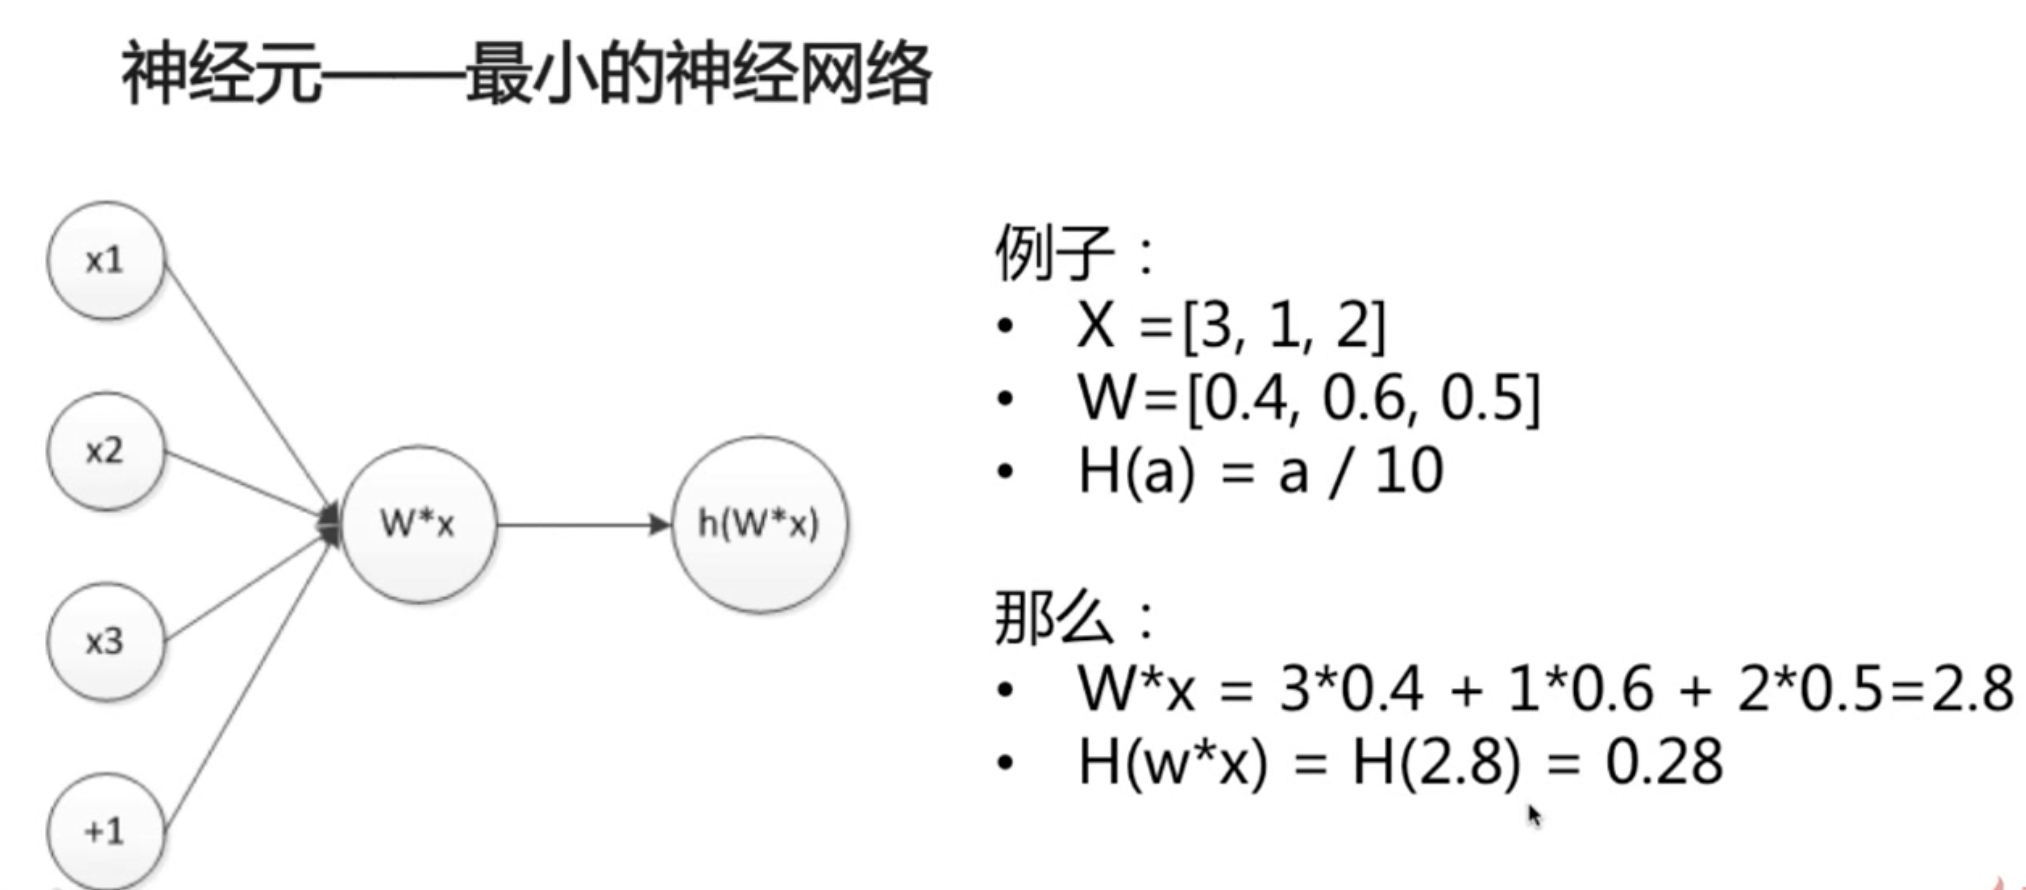 神经元——最小的神经网络
x1
x2
x3
+1
W*x
h(W*x)
例子：
• X =[3, 1, 2]
• W=[0.4, 0.6, 0.5]
• H(a) = a / 10
那么：
• W*x = 3*0.4 + 1*0.6 + 2*0.5=2.8
• H(w*x) = H(2.8) = 0.28